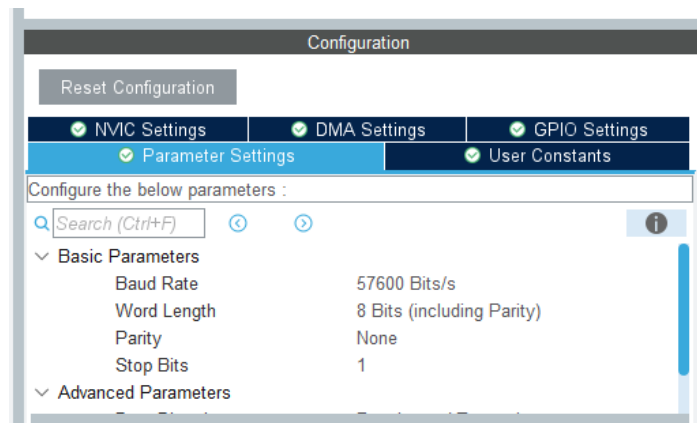 Configuration
Reset Configuration
NVIC Settings DMA Settings GPIO Settings
Parameter Settings User Constants
Configure the below parameters :
Search (Ctrl+F)
Basic Parameters
Baud Rate 57600 Bits/s
Word Length 8 Bits (including Parity)
Parity None
Stop Bits 1
Advanced Parameters